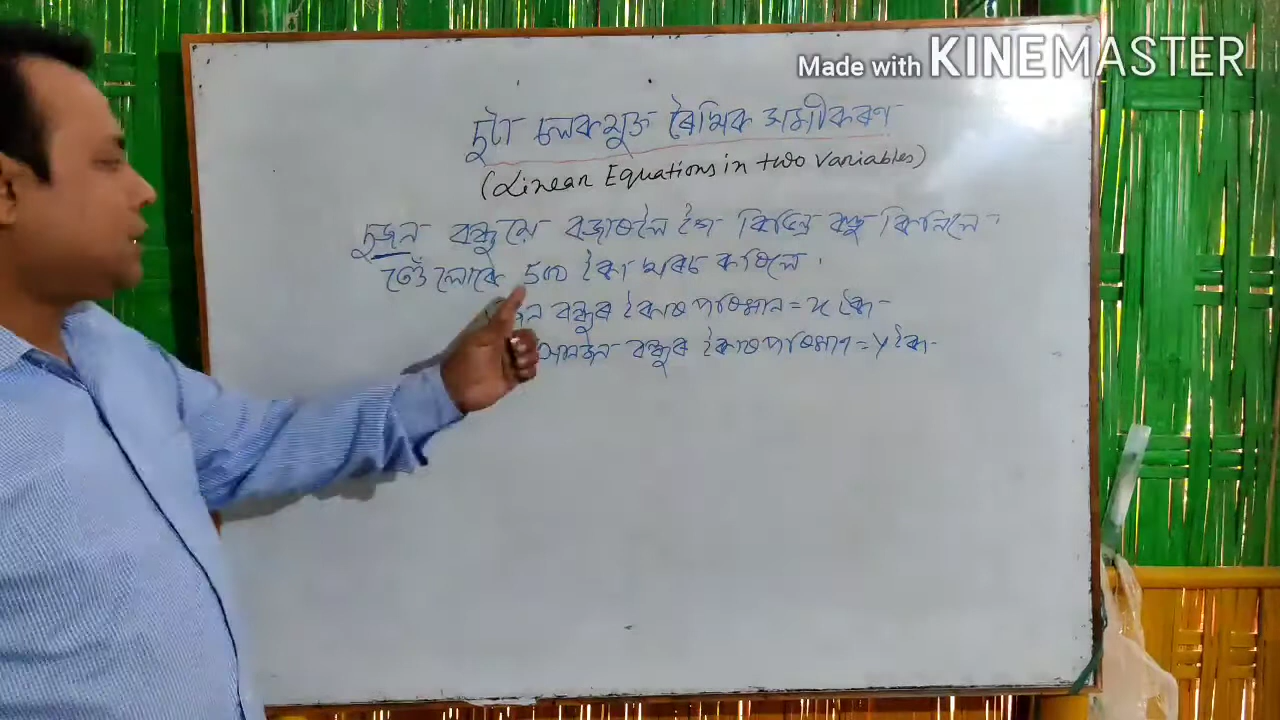 Made with KINEMASTER
দুটা চলকযুক্ত ৰৈখিক সমীকৰণ
(Linear Equations in two Variables)
দুজন বন্ধুয়ে বজাৰলৈ গৈ বিভিন্ন বস্তু কিনিলে
তেওঁলোকে 500 টকা খৰচ কৰিলে।
বন্ধুৰ টকাৰ পৰিমাণ = x টকা
আনজন বন্ধুৰ টকাৰ পৰিমাণ = y টকা